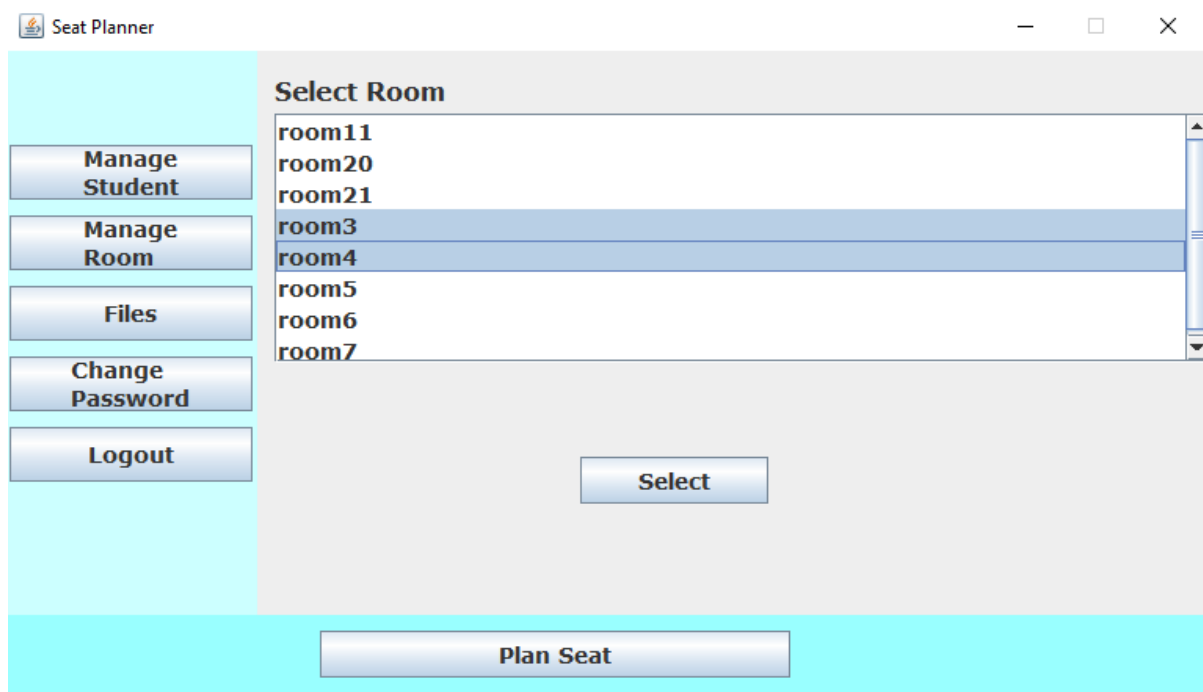 Seat Planner
Select Room
room11
room20
room21
room3
room4
room5
room6
room7
Manage
Student
Manage
Room
Files
Change
Password
Logout
Select
Plan Seat